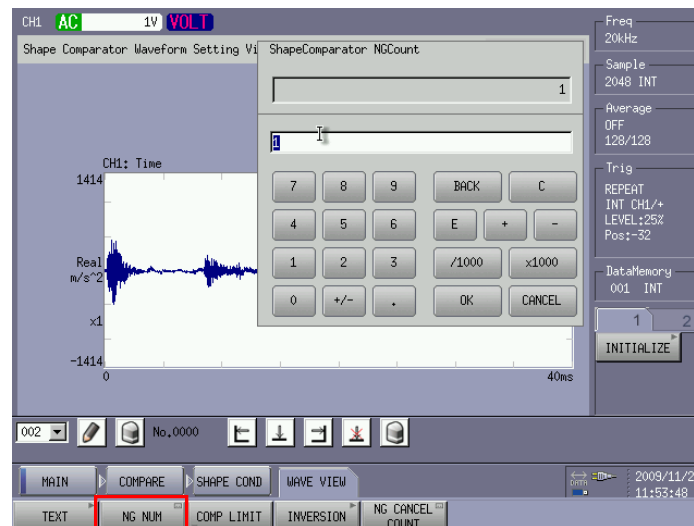 CH1 AC 1V VOLT
Shape Comparator Waveform Setting Vi
ShapeComparator NGCount
1
1
7 8 9 BACK C
4 5 6 E + -
1 2 3 /1000 x1000
0 +/- . OK CANCEL
CH1: Time
1414
Real
m/s^2
x1
-1414
0 40ms
Freq
20kHz
Sample
2048 INT
Average
OFF
128/128
Trig
REPEAT
INT CH1/+
LEVEL:25%
Pos:-32
DataMemory
001 INT
1 2
INITIALIZE
002 No.0000
MAIN COMPARE SHAPE COND WAVE VIEW
DATA
2009/11/2
11:53:48
TEXT NG NUM COMP LIMIT INVERSION NG CANCEL
COUNT